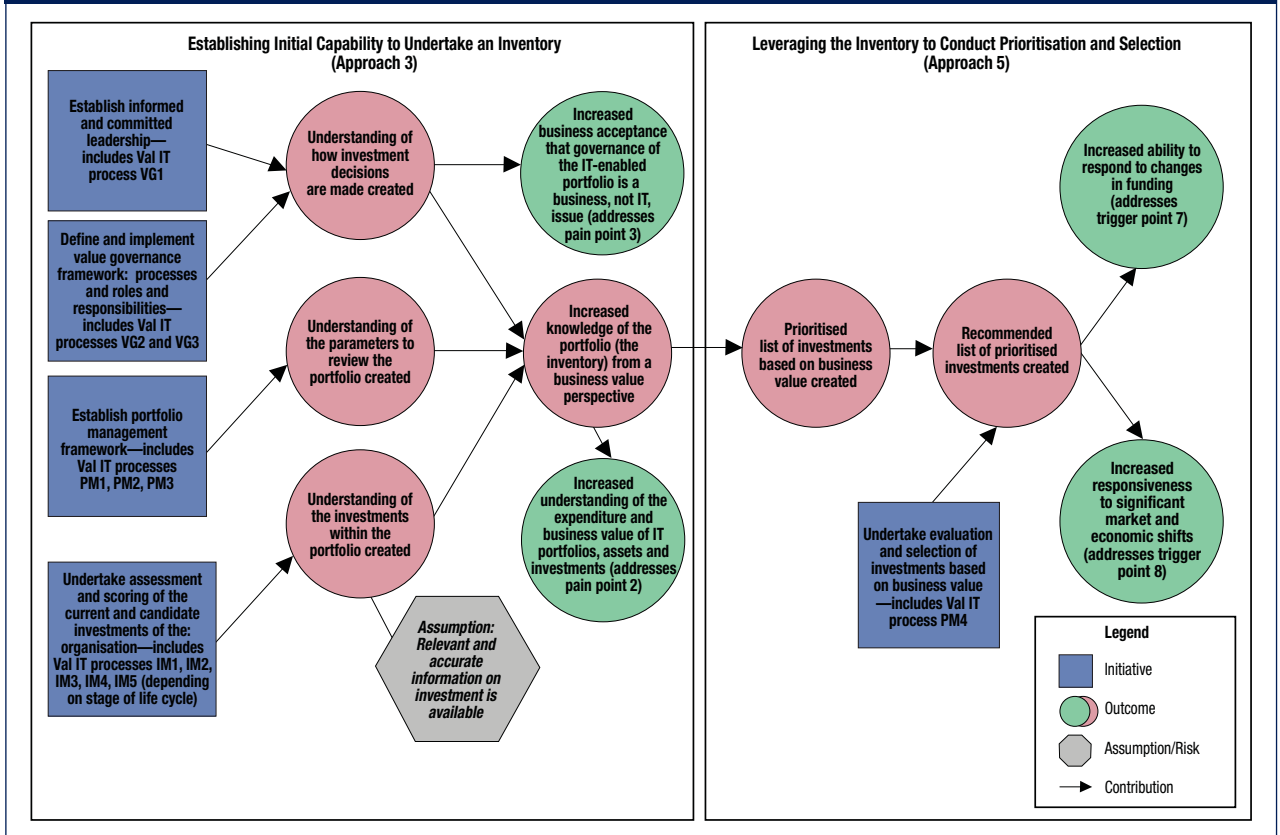 Establishing Initial Capability to Undertake an Inventory
(Approach 3)
Establish informed
and committed
leadership—
includes Val IT
process VG1
Define and implement
value governance
framework: processes
and roles and
responsibilities—
includes Val IT
processes VG2 and VG3
Establish portfolio
management
framework—includes
Val IT processes
PM1, PM2, PM3
Undertake assessment
and scoring of the
current and candidate
investments of the:
organisation—includes
Val IT processes IM1, IM2,
IM3, IM4, IM5 (depending
on stage of life cycle)
Understanding of
how investment
decisions
are made created
Understanding of
the parameters to
review the
portfolio created
Understanding of
the investments
within the
portfolio created
Assumption:
Relevant and
accurate
information on
investment is
available
Increased
business acceptance
that governance of
the IT-enabled
portfolio is a
business, not IT,
issue (addresses
pain point 3)
Increased
knowledge of the
portfolio (the
inventory) from a
business value
perspective
Increased
understanding of the
expenditure and
business value of IT
portfolios, assets and
investments (addresses
pain point 2)
Leveraging the Inventory to Conduct Prioritisation and Selection
(Approach 5)
Prioritised
list of investments
based on business
value created
Recommended
list of prioritised
investments created
Undertake evaluation
and selection of
investments based
on business value
—includes Val IT
process PM4
Increased ability to
respond to changes
in funding
(addresses
trigger point 7)
Increased
responsiveness
to significant
market and
economic shifts
(addresses trigger
point 8)
Legend
Initiative
Outcome
Assumption/Risk
Contribution